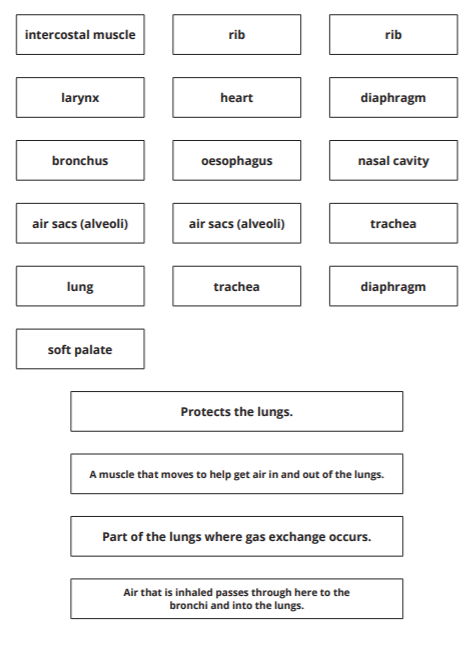 intercostal muscle
rib
rib
larynx
heart
diaphragm
bronchus
oesophagus
nasal cavity
air sacs (alveoli)
air sacs (alveoli)
trachea
lung
trachea
diaphragm
soft palate
Protects the lungs.
A muscle that moves to help get air in and out of the lungs.
Part of the lungs where gas exchange occurs.
Air that is inhaled passes through here to the
bronchi and into the lungs.